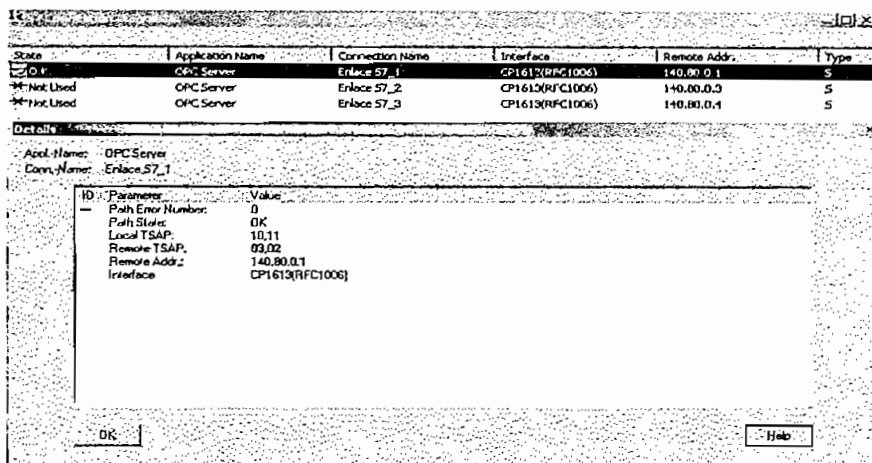 State Application Name Connection Name Interface Remote Addr. Type
O.K. OPC Server Enlace S7_1 CP1613(RFC1006) 140.80.0.1 S
Not Used OPC Server Enlace S7_2 CP1613(RFC1006) 140.80.0.3 S
Not Used OPC Server Enlace S7_3 CP1613(RFC1006) 140.80.0.4 S
Details
Appl.-Name: OPC Server
Conn.-Name: Enlace S7_1
ID Parameter Value
Path Error Number: 0
Path State: OK
Local TSAP: 10,11
Remote TSAP: 03,02
Remote Addr.: 140.80.0.1
Interface CP1613(RFC1006)
OK Help